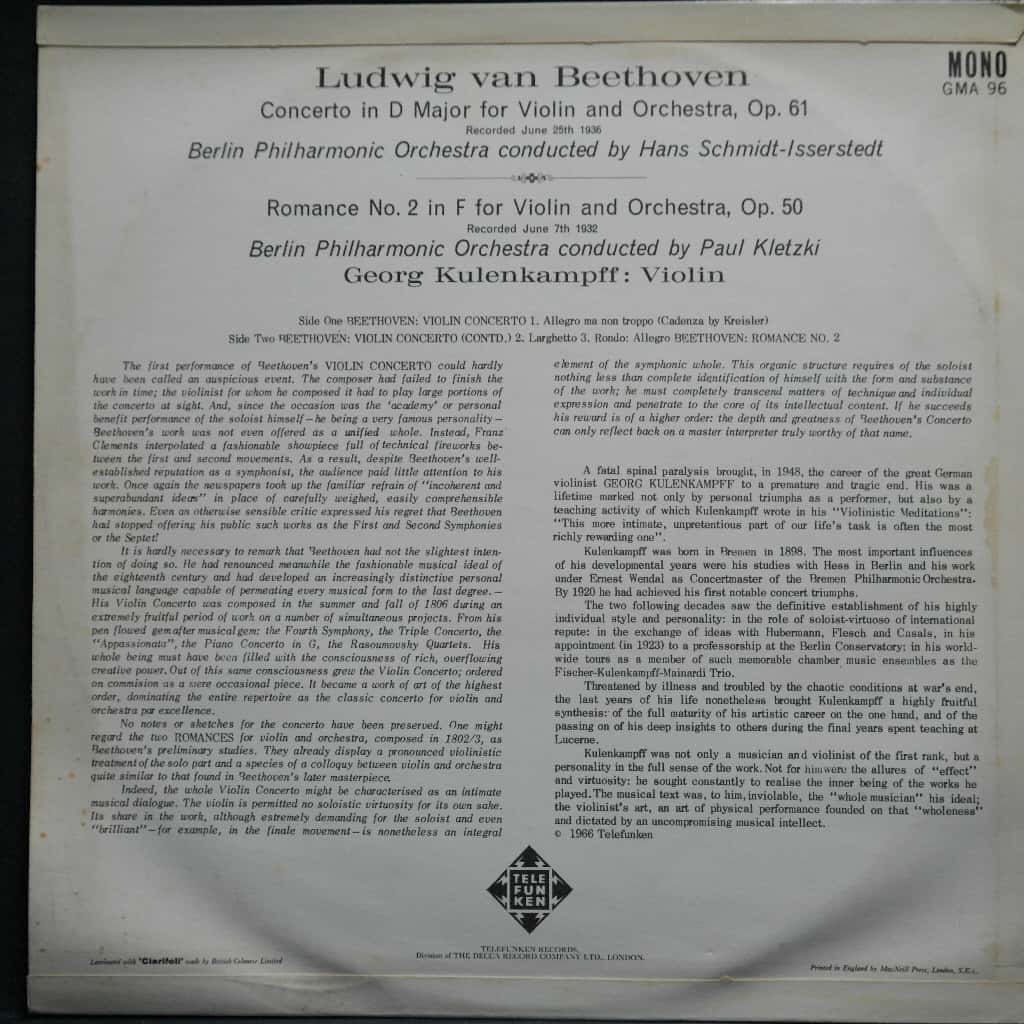 MONO
GMA 96
Ludwig van Beethoven
Concerto in D Major for Violin and Orchestra, Op. 61
Recorded June 25th 1936
Berlin Philharmonic Orchestra conducted by Hans Schmidt-Isserstedt
Romance No. 2 in F for Violin and Orchestra, Op. 50
Recorded June 7th 1932
Berlin Philharmonic Orchestra conducted by Paul Kletzki
Georg Kulenkampff: Violin
Side One BEETHOVEN: VIOLIN CONCERTO 1. Allegro ma non troppo (Cadenza by Kreisler)
Side Two BEETHOVEN: VIOLIN CONCERTO (CONTD.) 2. Larghetto 3. Rondo: Allegro BEETHOVEN: ROMANCE NO. 2
The first performance of Beethoven's VIOLIN CONCERTO could hardly
have been called an auspicious event. The composer had failed to finish the
work in time; the violinist for whom he composed it had to play large portions of
the concerto at sight. And, since the occasion was the 'academy' or personal
benefit performance of the soloist himself—he being a very famous personality—
Beethoven's work was not even offered as a unified whole. Instead, Franz
Clements interpolated a fashionable showpiece full of technical fireworks be-
tween the first and second movements. As a result, despite Beethoven's well-
established reputation as a symphonist, the audience paid little attention to his
work. Once again the newspapers took up the familiar refrain of "incoherent and
superabundant ideas" in place of carefully weighed, easily comprehensible
harmonies. Even an otherwise sensible critic expressed his regret that Beethoven
had stopped offering his public such works as the First and Second Symphonies
or the Septet!
It is hardly necessary to remark that Beethoven had not the slightest inten-
tion of doing so. He had renounced meanwhile the fashionable musical ideal of
the eighteenth century and had developed an increasingly distinctive personal
musical language capable of permeating every musical form to the last degree.—
His Violin Concerto was composed in the summer and fall of 1806 during an
extremely fruitful period of work on a number of simultaneous projects. From his
pen flowed gem after musical gem: the Fourth Symphony, the Triple Concerto, the
"Appassionata", the Piano Concerto in G, the Rasoumovsky Quartets. His
whole being must have been filled with the consciousness of rich, overflowing
creative power. Out of this same consciousness grew the Violin Concerto; ordered
on commision as a mere occasional piece. It became a work of art of the highest
order, dominating the entire repertoire as the classic concerto for violin and
orchestra par excellence.
No notes or sketches for the concerto have been preserved. One might
regard the two ROMANCES for violin and orchestra, composed in 1802/3, as
Beethoven's preliminary studies. They already display a pronounced violinistic
treatment of the solo part and a species of a colloquy between violin and orchestra
quite similar to that found in Beethoven's later masterpiece.
Indeed, the whole Violin Concerto might be characterised as an intimate
musical dialogue. The violin is permitted no soloistic virtuosity for its own sake.
Its share in the work, although extremely demanding for the soloist and even
"brilliant"—for example, in the finale movement—is nonetheless an integral
element of the symphonic whole. This organic structure requires of the soloist
nothing less than complete identification of himself with the form and substance
of the work; he must completely transcend matters of technique and individual
expression and penetrate to the core of its intellectual content. If he succeeds
his reward is of a higher order: the depth and greatness of Beethoven's Concerto
can only reflect back on a master interpreter truly worthy of that name.
A fatal spinal paralysis brought, in 1948, the career of the great German
violinist GEORG KULENKAMPFF to a premature and tragic end. His was a
lifetime marked not only by personal triumphs as a performer, but also by a
teaching activity of which Kulenkampff wrote in his "Violinistic Meditations":
"This more intimate, unpretentious part of our life's task is often the most
richly rewarding one".
Kulenkampff was born in Bremen in 1898. The most important influences
of his developmental years were his studies with Hess in Berlin and his work
under Ernest Wendal as Concertmaster of the Bremen Philharmonic Orchestra.
By 1920 he had achieved his first notable concert triumphs.
The two following decades saw the definitive establishment of his highly
individual style and personality: in the role of soloist-virtuoso of international
repute: in the exchange of ideas with Hubermann, Flesch and Casals, in his
appointment (in 1923) to a professorship at the Berlin Conservatory: in his world-
wide tours as a member of such memorable chamber music ensembles as the
Fischer-Kulenkampff-Mainardi Trio.
Threatened by illness and troubled by the chaotic conditions at war's end,
the last years of his life nonetheless brought Kulenkampff a highly fruitful
synthesis: of the full maturity of his artistic career on the one hand, and of the
passing on of his deep insights to others during the final years spent teaching at
Lucerne.
Kulenkampff was not only a musician and violinist of the first rank, but a
personality in the full sense of the work. Not for him were the allures of "effect"
and virtuosity: he sought constantly to realise the inner being of the works he
played. The musical text was, to him, inviolable, the "whole musician" his ideal;
the violinist's art, an art of physical performance founded on that "wholeness"
and dictated by an uncompromising musical intellect.
© 1966 Telefunken
TELE
FUN
KEN
TELEFUNKEN RECORDS,
Division of THE DECCA RECORD COMPANY LTD., LONDON.
Laminated with "Clarifoil" made by British Celanese Limited
Printed in England by MacNeill Press, London, S.E.1.